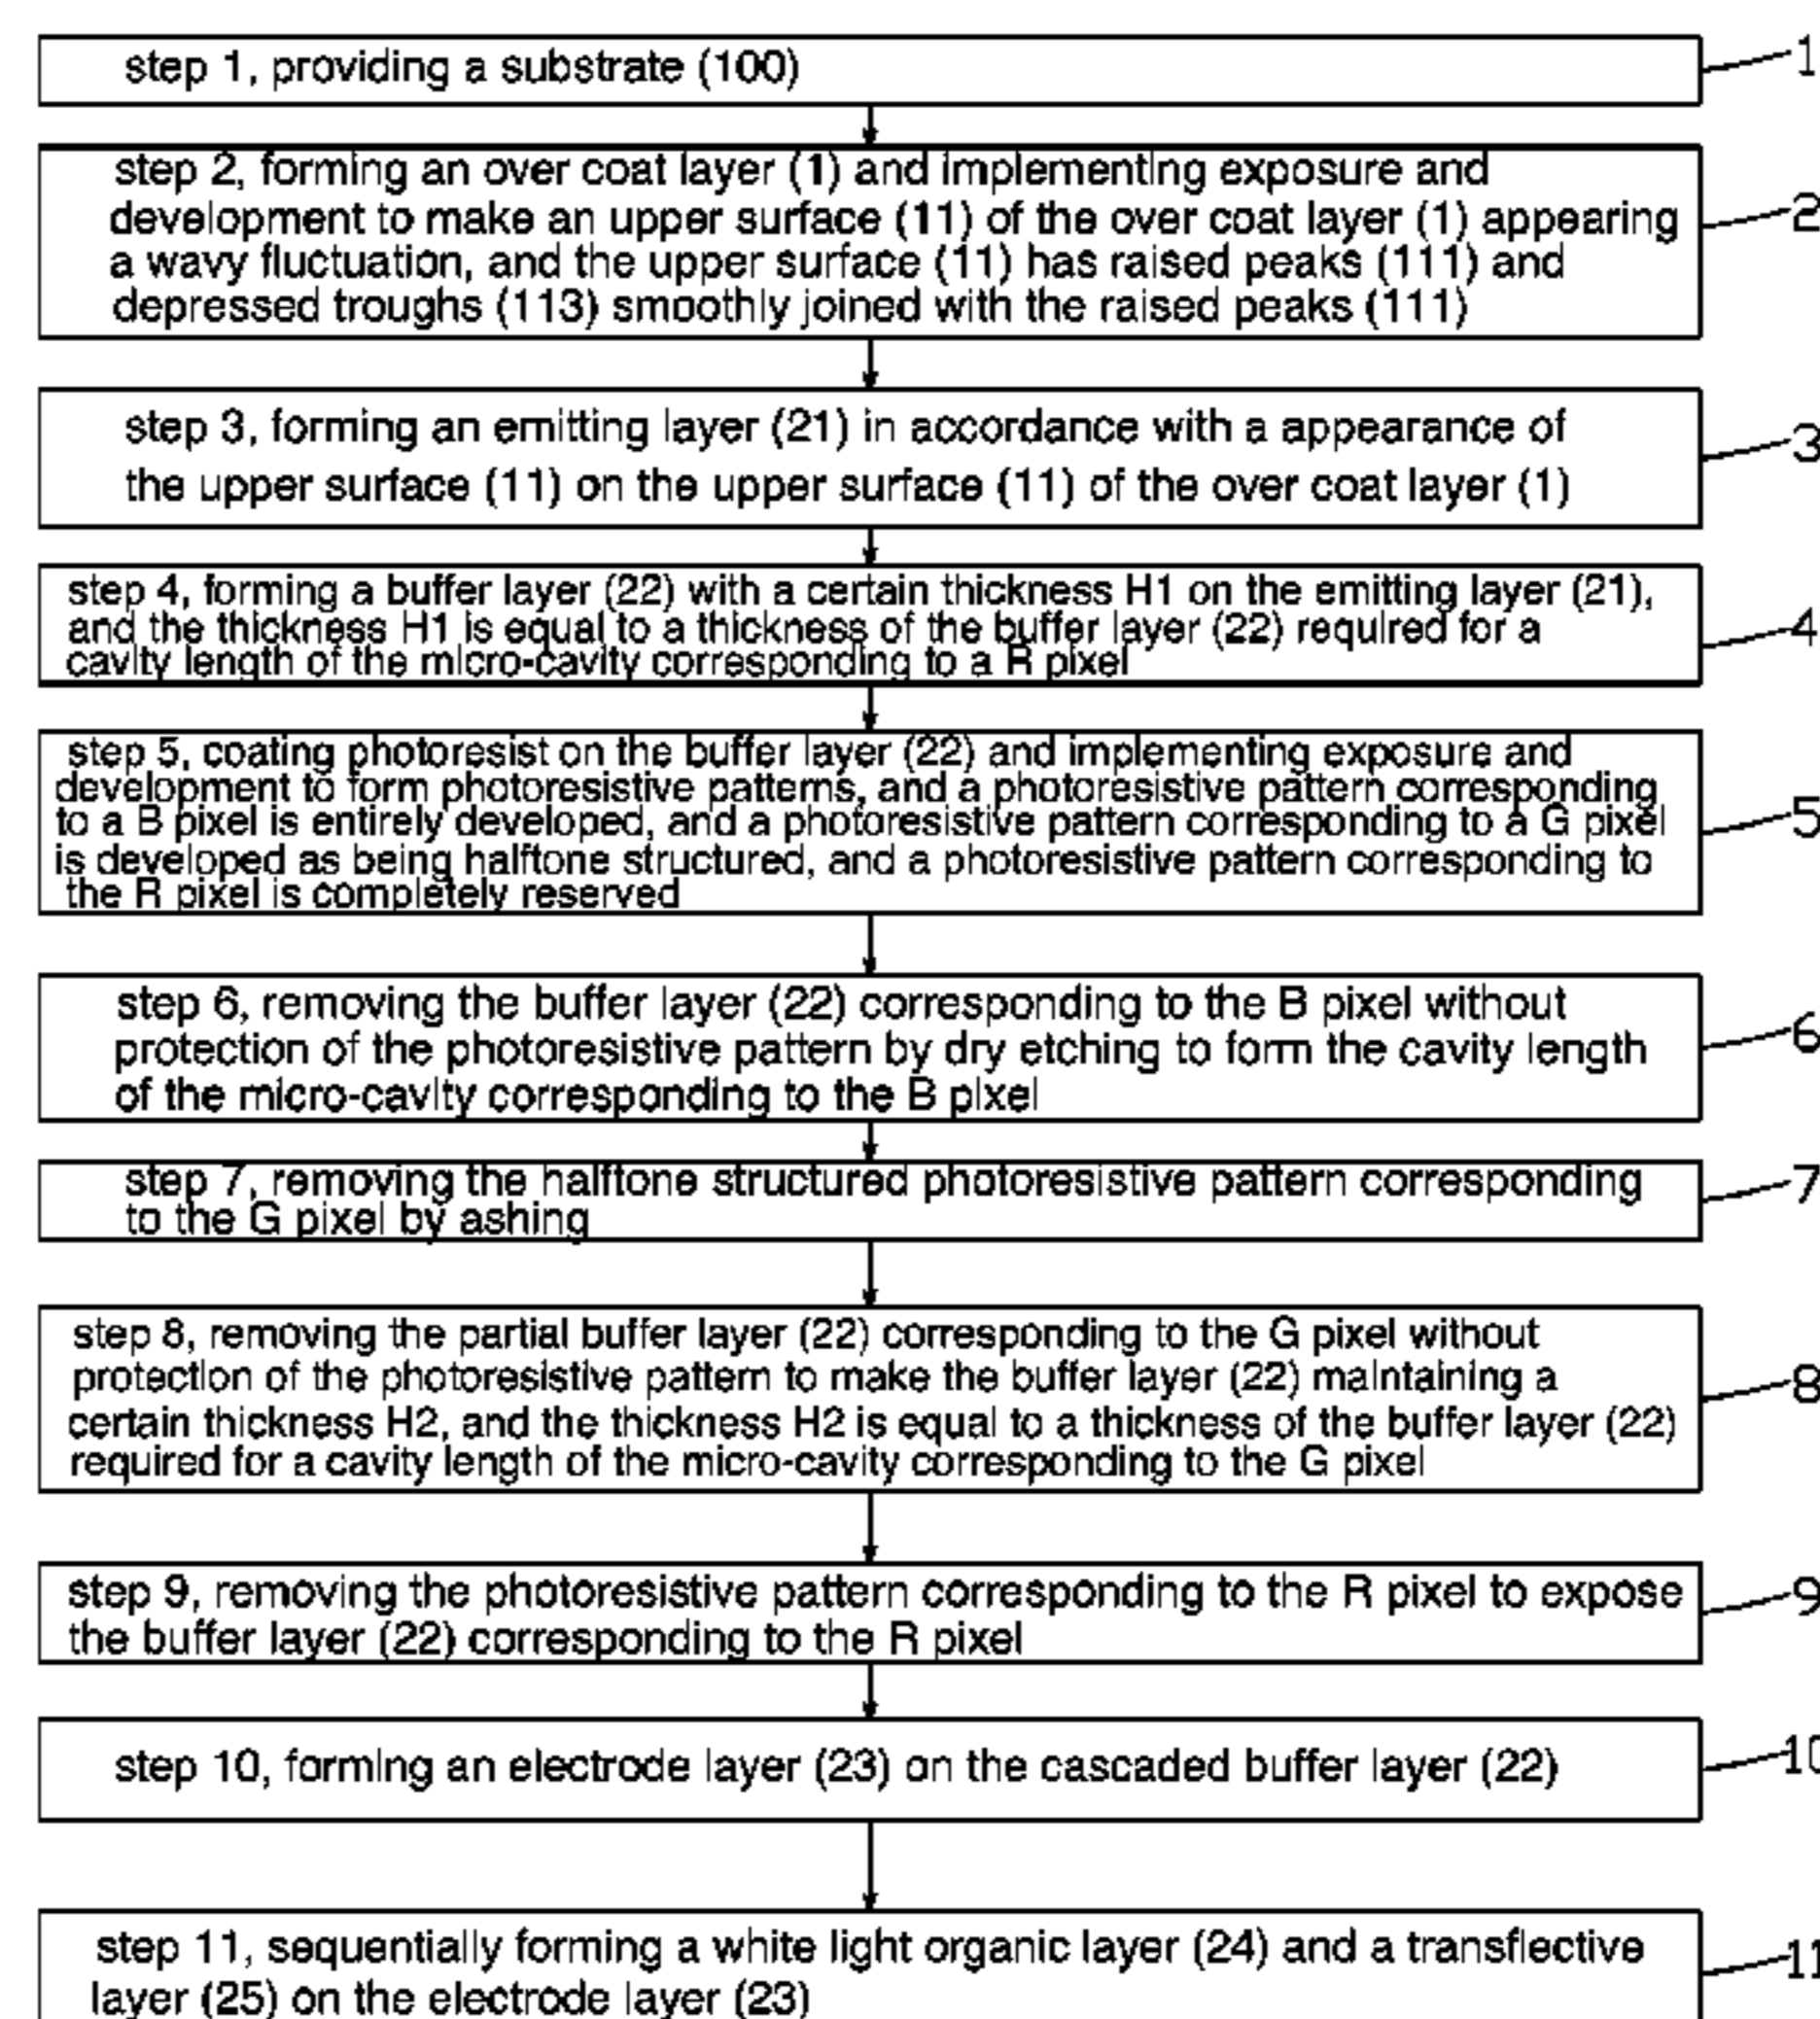 step 1, providing a substrate (100)
1
step 2, forming an over coat layer (1) and implementing exposure and
development to make an upper surface (11) of the over coat layer (1) appearing
a wavy fluctuation, and the upper surface (11) has raised peaks (111) and
depressed troughs (113) smoothly joined with the raised peaks (111)
2
step 3, forming an emitting layer (21) in accordance with a appearance of
the upper surface (11) on the upper surface (11) of the over coat layer (1)
3
step 4, forming a buffer layer (22) with a certain thickness H1 on the emitting layer (21),
and the thickness H1 is equal to a thickness of the buffer layer (22) required for a
cavity length of the micro-cavity corresponding to a R pixel
4
step 5, coating photoresist on the buffer layer (22) and implementing exposure and
development to form photoresistive patterns, and a photoresistive pattern corresponding
to a B pixel is entirely developed, and a photoresistive pattern corresponding to a G pixel
is developed as being halftone structured, and a photoresistive pattern corresponding to
the R pixel is completely reserved
5
step 6, removing the buffer layer (22) corresponding to the B pixel without
protection of the photoresistive pattern by dry etching to form the cavity length
of the micro-cavity corresponding to the B pixel
6
step 7, removing the halftone structured photoresistive pattern corresponding
to the G pixel by ashing
7
step 8, removing the partial buffer layer (22) corresponding to the G pixel without
protection of the photoresistive pattern to make the buffer layer (22) maintaining a
certain thickness H2, and the thickness H2 is equal to a thickness of the buffer layer (22)
required for a cavity length of the micro-cavity corresponding to the G pixel
8
step 9, removing the photoresistive pattern corresponding to the R pixel to expose
the buffer layer (22) corresponding to the R pixel
9
step 10, forming an electrode layer (23) on the cascaded buffer layer (22)
10
step 11, sequentially forming a white light organic layer (24) and a transflective
layer (25) on the electrode layer (23)
11